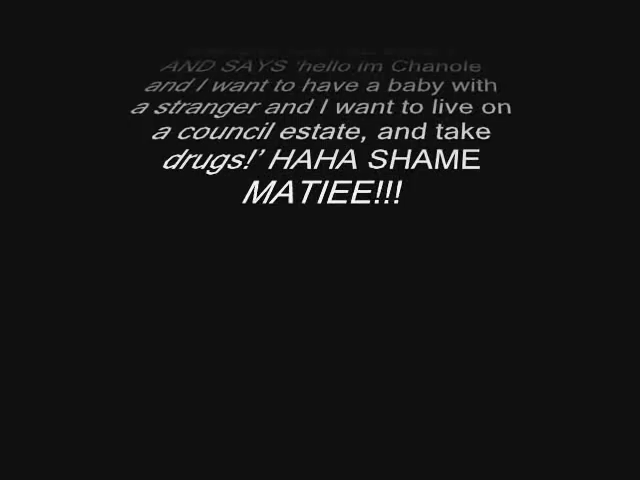 AND SAYS 'hello im Chanole
and I want to have a baby with
a stranger and I want to live on
a council estate, and take
drugs!' HAHA SHAME
MATIEE!!!